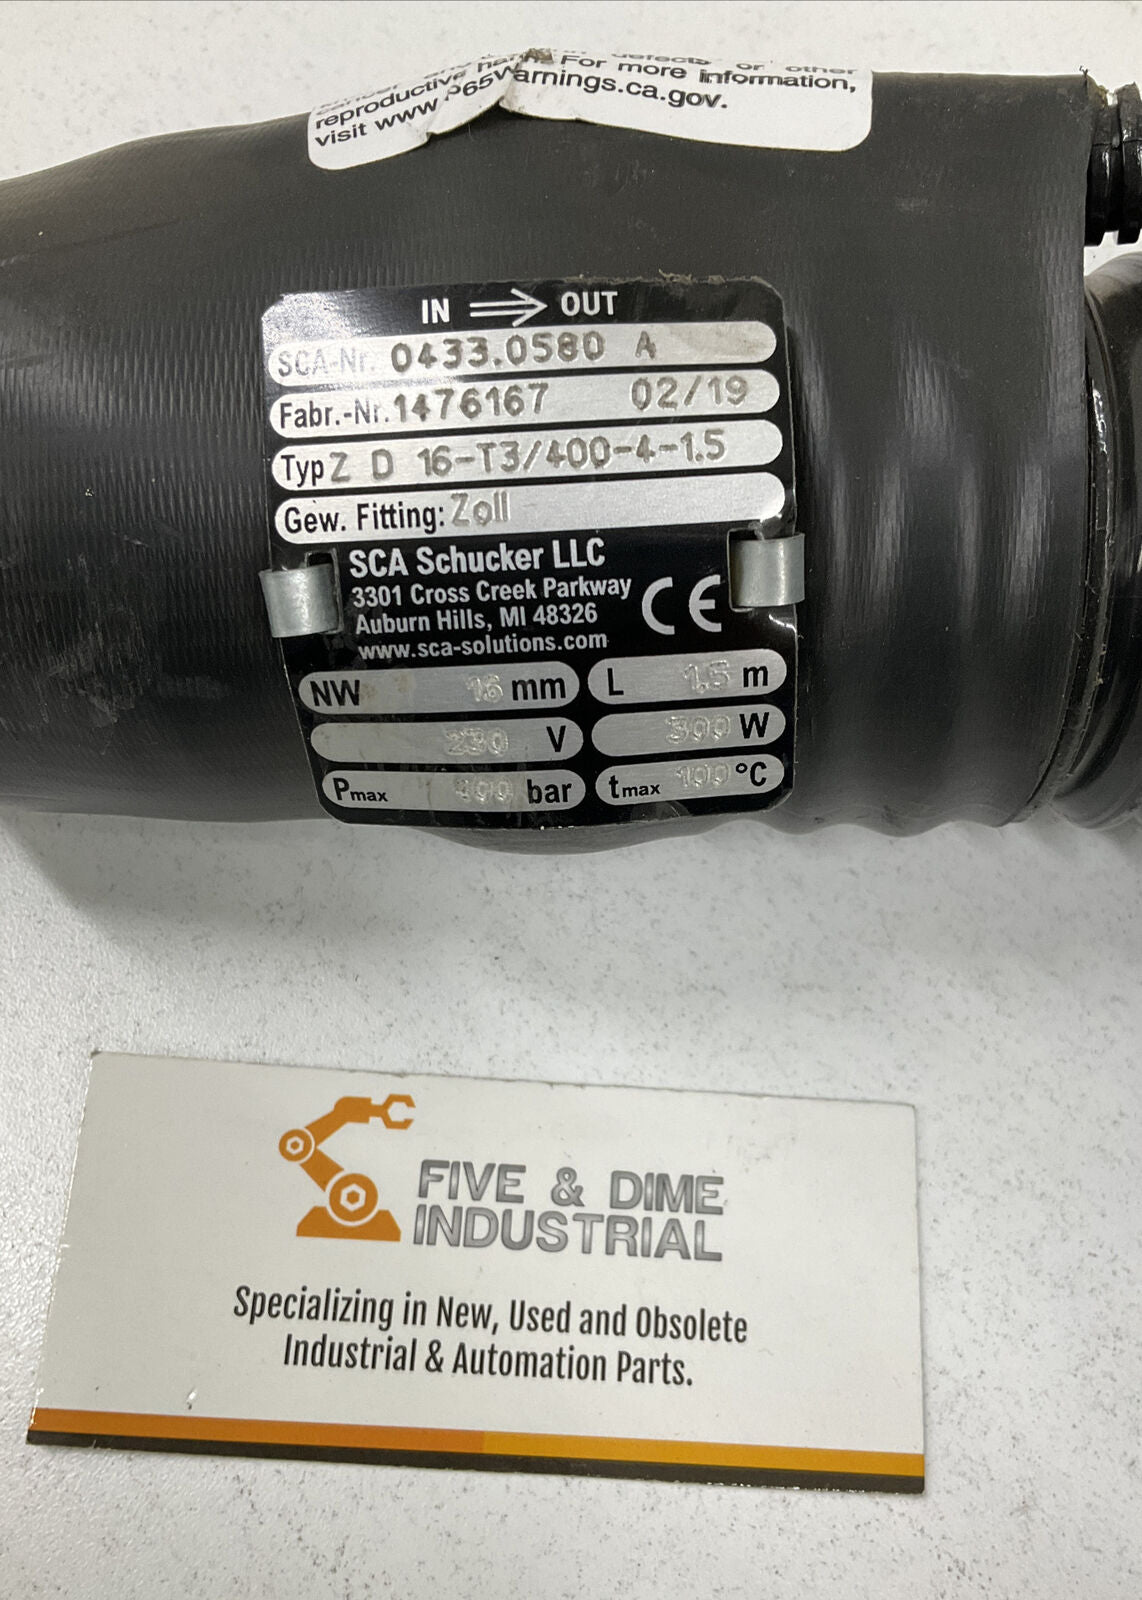 defects or other
reproductive harm. For more information,
visit www.P65Warnings.ca.gov.
IN OUT
SCA-Nr. 0433.0580 A
Fabr.-Nr. 1476167 02/19
Typ Z D 16-T3/400-4-1.5
Gew. Fitting: Zoll
SCA Schucker LLC
3301 Cross Creek Parkway
Auburn Hills, MI 48326
www.sca-solutions.com
CE
NW 16 mm L 1,5 m
230 V 300 W
Pmax 400 bar tmax 100 °C
FIVE & DIME
INDUSTRIAL
Specializing in New, Used and Obsolete
Industrial & Automation Parts.